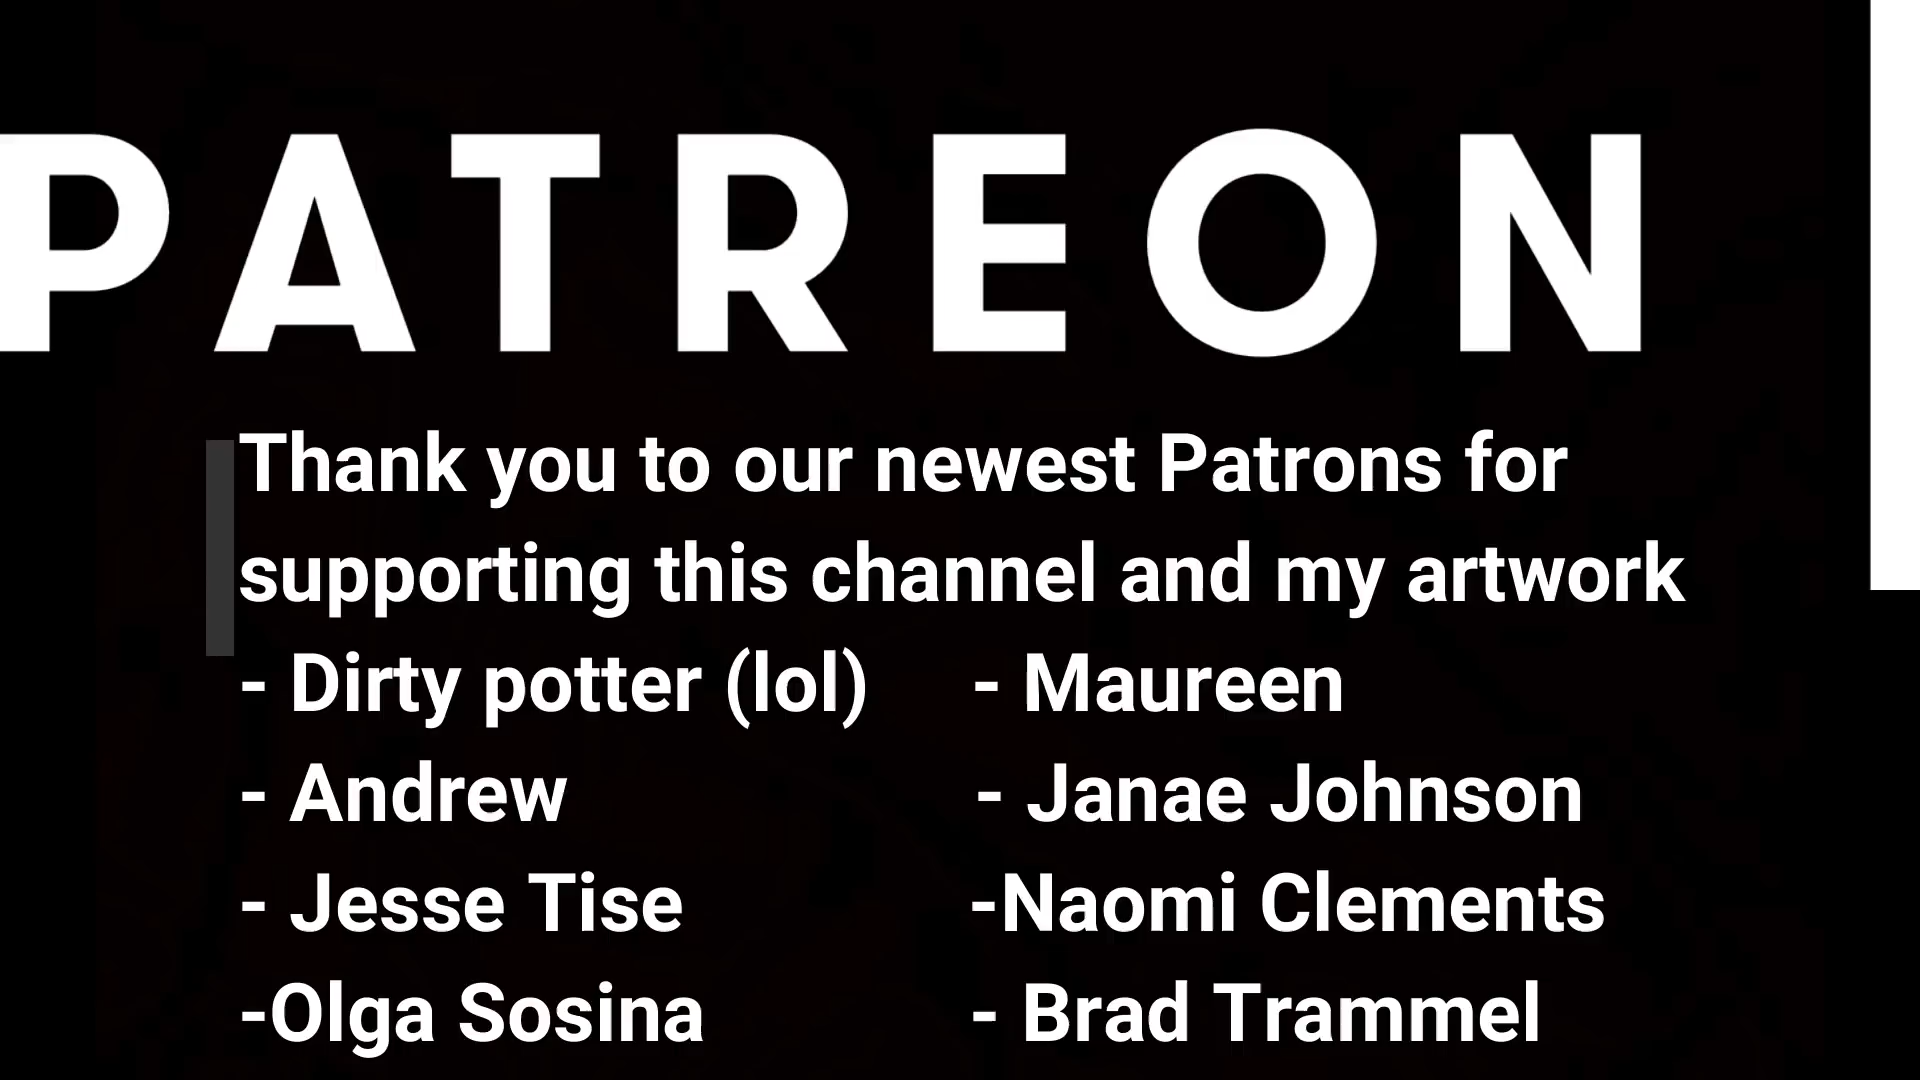 PATREON
Thank you to our newest Patrons for
supporting this channel and my artwork
- Dirty potter (lol) - Maureen
- Andrew - Janae Johnson
- Jesse Tise -Naomi Clements
-Olga Sosina - Brad Trammel